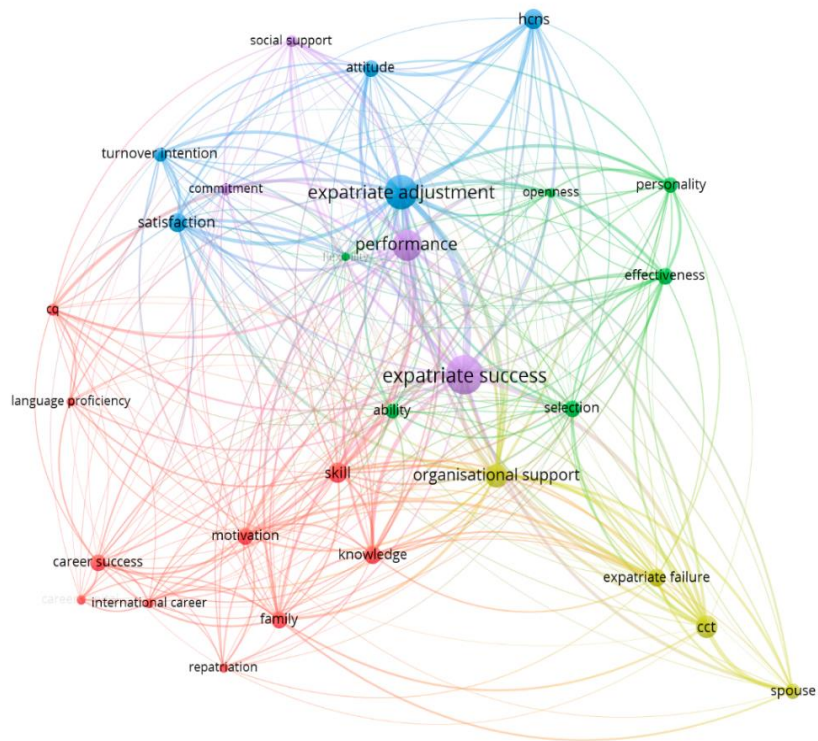 hcns
social support
attitude
turnover intention
commitment
expatriate adjustment
openness
personality
satisfaction
performance
effectiveness
cq
expatriate success
language proficiency
ability
selection
skill
organisational support
motivation
knowledge
career success
expatriate failure
international career
family
cct
repatriation
spouse